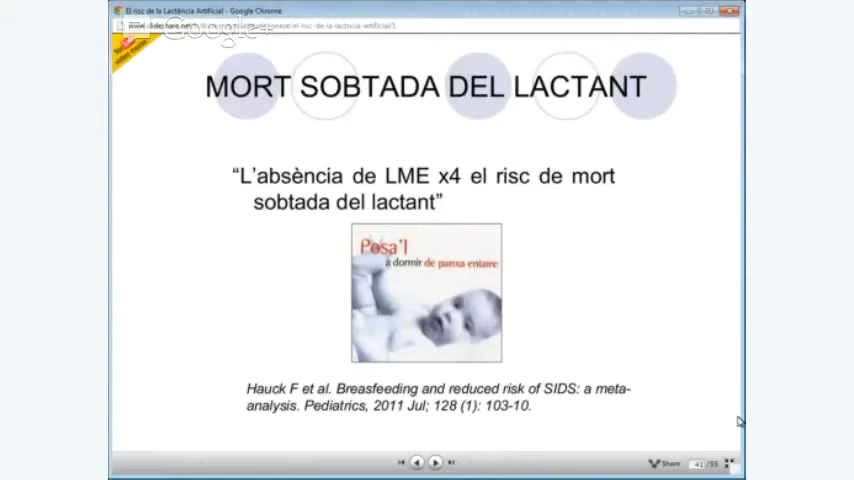 El risc de la Lactància Artificial - Google Chrome
Google+
MORT SOBTADA DEL LACTANT
“L’absència de LME x4 el risc de mort
sobtada del lactant”
Posa'l
a dormir de panxa enlaire
Hauck F et al. Breasfeeding and reduced risk of SIDS: a meta-
analysis. Pediatrics, 2011 Jul; 128 (1): 103-10.
Share
41/55